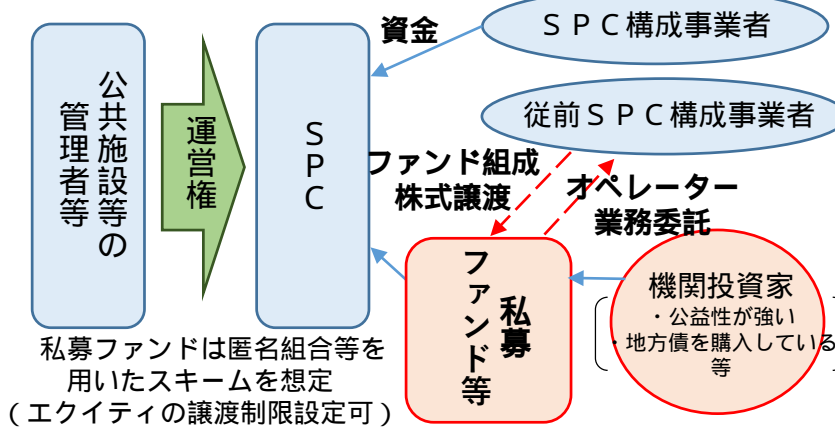 公共施設等の
管理者等
運営権
ＳＰＣ
資金
ＳＰＣ構成事業者
従前ＳＰＣ構成事業者
ファンド組成
株式譲渡
オペレーター
業務委託
私募
ファンド等
機関投資家
・公益性が強い
・地方債を購入している
等
私募ファンドは匿名組合等を
用いたスキームを想定
（エクイティの譲渡制限設定可）